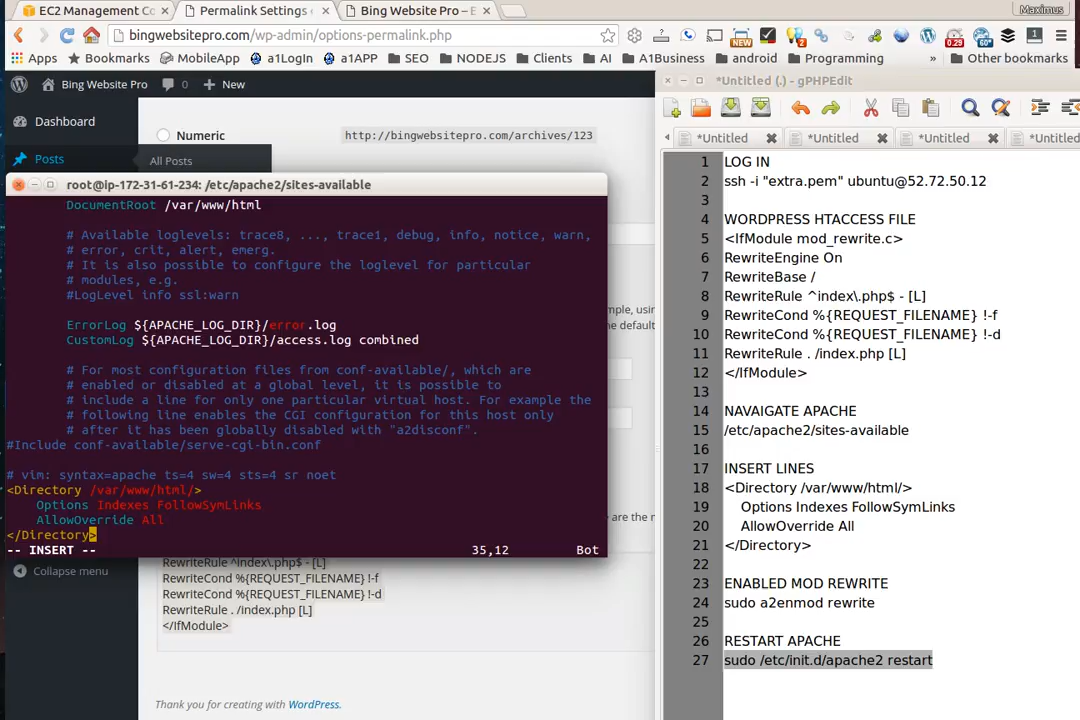 EC2 Management Co
Permalink Settings
Bing Website Pro – E
Maximus
bingwebsitepro.com/wp-admin/options-permalink.php
NEW
0.29
60
1
Apps
Bookmarks
MobileApp
a1LogIn
a1APP
SEO
NODEJS
Clients
AI
A1Business
android
Programming
»
Other bookmarks
Bing Website Pro
0
+ New
*Untitled (.) - gPHPEdit
Dashboard
Posts
All Posts
Numeric
http://bingwebsitepro.com/archives/123
*Untitled
*Untitled
*Untitled
*Untitled
root@ip-172-31-61-234: /etc/apache2/sites-available
DocumentRoot /var/www/html
# Available loglevels: trace8, ..., trace1, debug, info, notice, warn,
# error, crit, alert, emerg.
# It is also possible to configure the loglevel for particular
# modules, e.g.
#LogLevel info ssl:warn
ErrorLog ${APACHE_LOG_DIR}/error.log
CustomLog ${APACHE_LOG_DIR}/access.log combined
# For most configuration files from conf-available/, which are
# enabled or disabled at a global level, it is possible to
# include a line for only one particular virtual host. For example the
# following line enables the CGI configuration for this host only
# after it has been globally disabled with "a2disconf".
#Include conf-available/serve-cgi-bin.conf
# vim: syntax=apache ts=4 sw=4 sts=4 sr noet
<Directory /var/www/html/>
Options Indexes FollowSymLinks
AllowOverride All
</Directory>
-- INSERT --
35,12
Bot
mple, usin
he defaul
are the m
Collapse menu
RewriteRule ^index\.php$ - [L]
RewriteCond %{REQUEST_FILENAME} !-f
RewriteCond %{REQUEST_FILENAME} !-d
RewriteRule . /index.php [L]
</IfModule>
Thank you for creating with WordPress.
1 LOG IN
2 ssh -i "extra.pem" ubuntu@52.72.50.12
3
4 WORDPRESS HTACCESS FILE
5 <IfModule mod_rewrite.c>
6 RewriteEngine On
7 RewriteBase /
8 RewriteRule ^index\.php$ - [L]
9 RewriteCond %{REQUEST_FILENAME} !-f
10 RewriteCond %{REQUEST_FILENAME} !-d
11 RewriteRule . /index.php [L]
12 </IfModule>
13
14 NAVAIGATE APACHE
15 /etc/apache2/sites-available
16
17 INSERT LINES
18 <Directory /var/www/html/>
19 Options Indexes FollowSymLinks
20 AllowOverride All
21 </Directory>
22
23 ENABLED MOD REWRITE
24 sudo a2enmod rewrite
25
26 RESTART APACHE
27 sudo /etc/init.d/apache2 restart